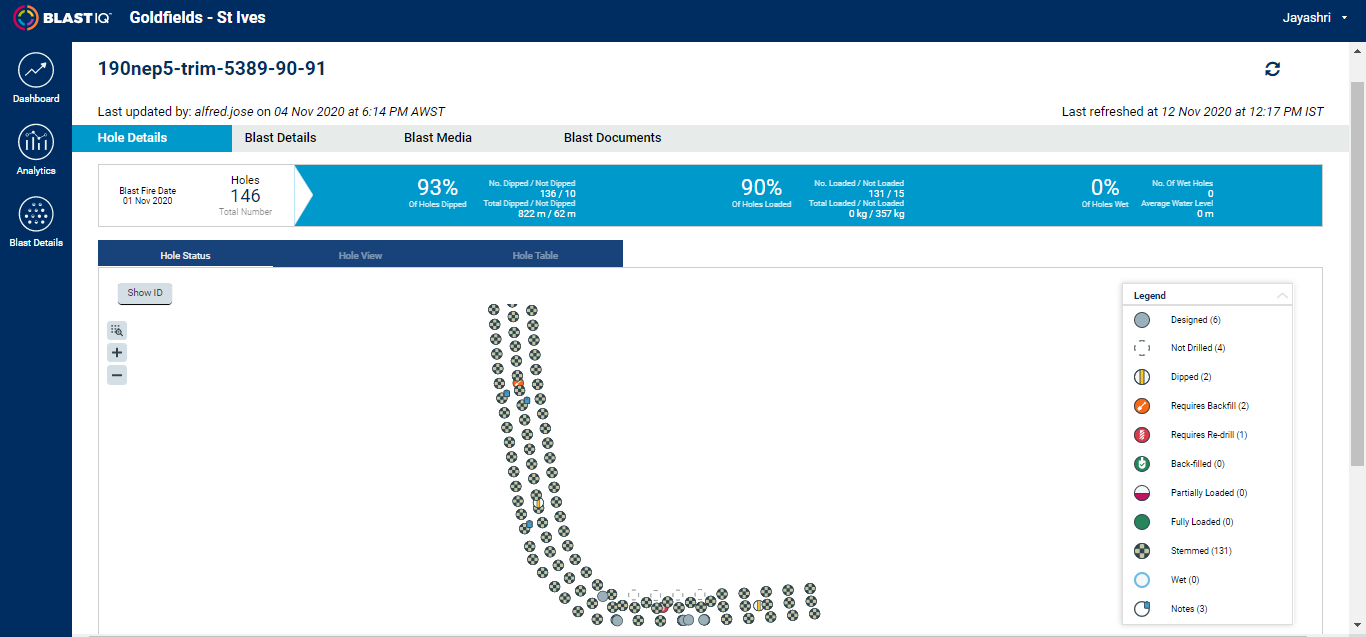 BLASTIQ™ Goldfields - St Ives Jayashri
Dashboard
Analytics
Blast Details
190nep5-trim-5389-90-91
Last updated by: alfred.jose on 04 Nov 2020 at 6:14 PM AWST
Last refreshed at 12 Nov 2020 at 12:17 PM IST
Hole Details Blast Details Blast Media Blast Documents
Blast Fire Date
01 Nov 2020
Holes
146
Total Number
93%
Of Holes Dipped
No. Dipped / Not Dipped
136 / 10
Total Dipped / Not Dipped
822 m / 62 m
90%
Of Holes Loaded
No. Loaded / Not Loaded
131 / 15
Total Loaded / Not Loaded
0 kg / 357 kg
0%
Of Holes Wet
No. Of Wet Holes
0
Average Water Level
0 m
Hole Status Hole View Hole Table
Show ID
Legend
Designed (6)
Not Drilled (4)
Dipped (2)
Requires Backfill (2)
Requires Re-drill (1)
Back-filled (0)
Partially Loaded (0)
Fully Loaded (0)
Stemmed (131)
Wet (0)
Notes (3)